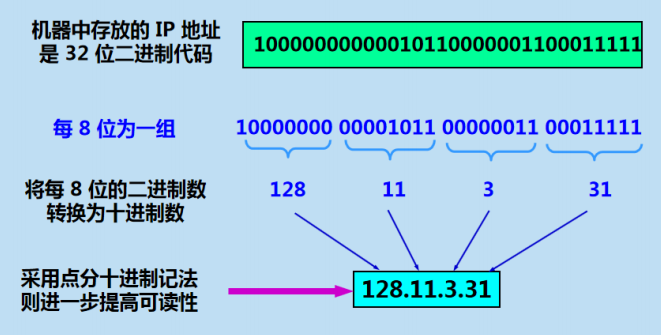 机器中存放的 IP 地址
是 32 位二进制代码
10000000000010110000001100011111
每 8 位为一组
10000000 00001011 00000011 00011111
将每 8 位的二进制数
转换为十进制数
128 11 3 31
采用点分十进制记法
则进一步提高可读性
128.11.3.31